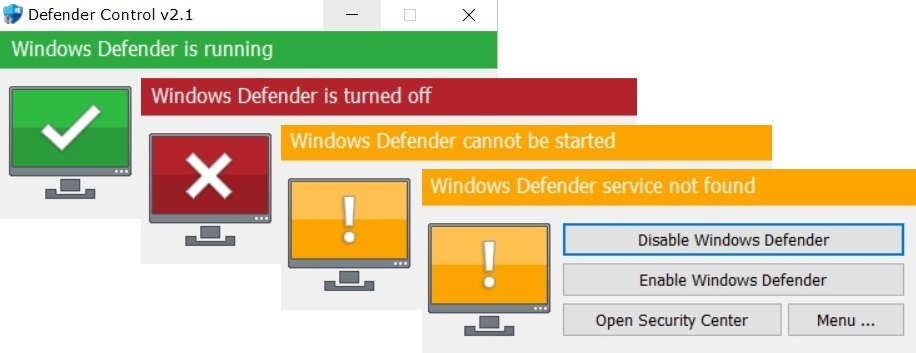 Defender Control v2.1
Windows Defender is running
Windows Defender is turned off
Windows Defender cannot be started
Windows Defender service not found
Disable Windows Defender
Enable Windows Defender
Open Security Center
Menu ...